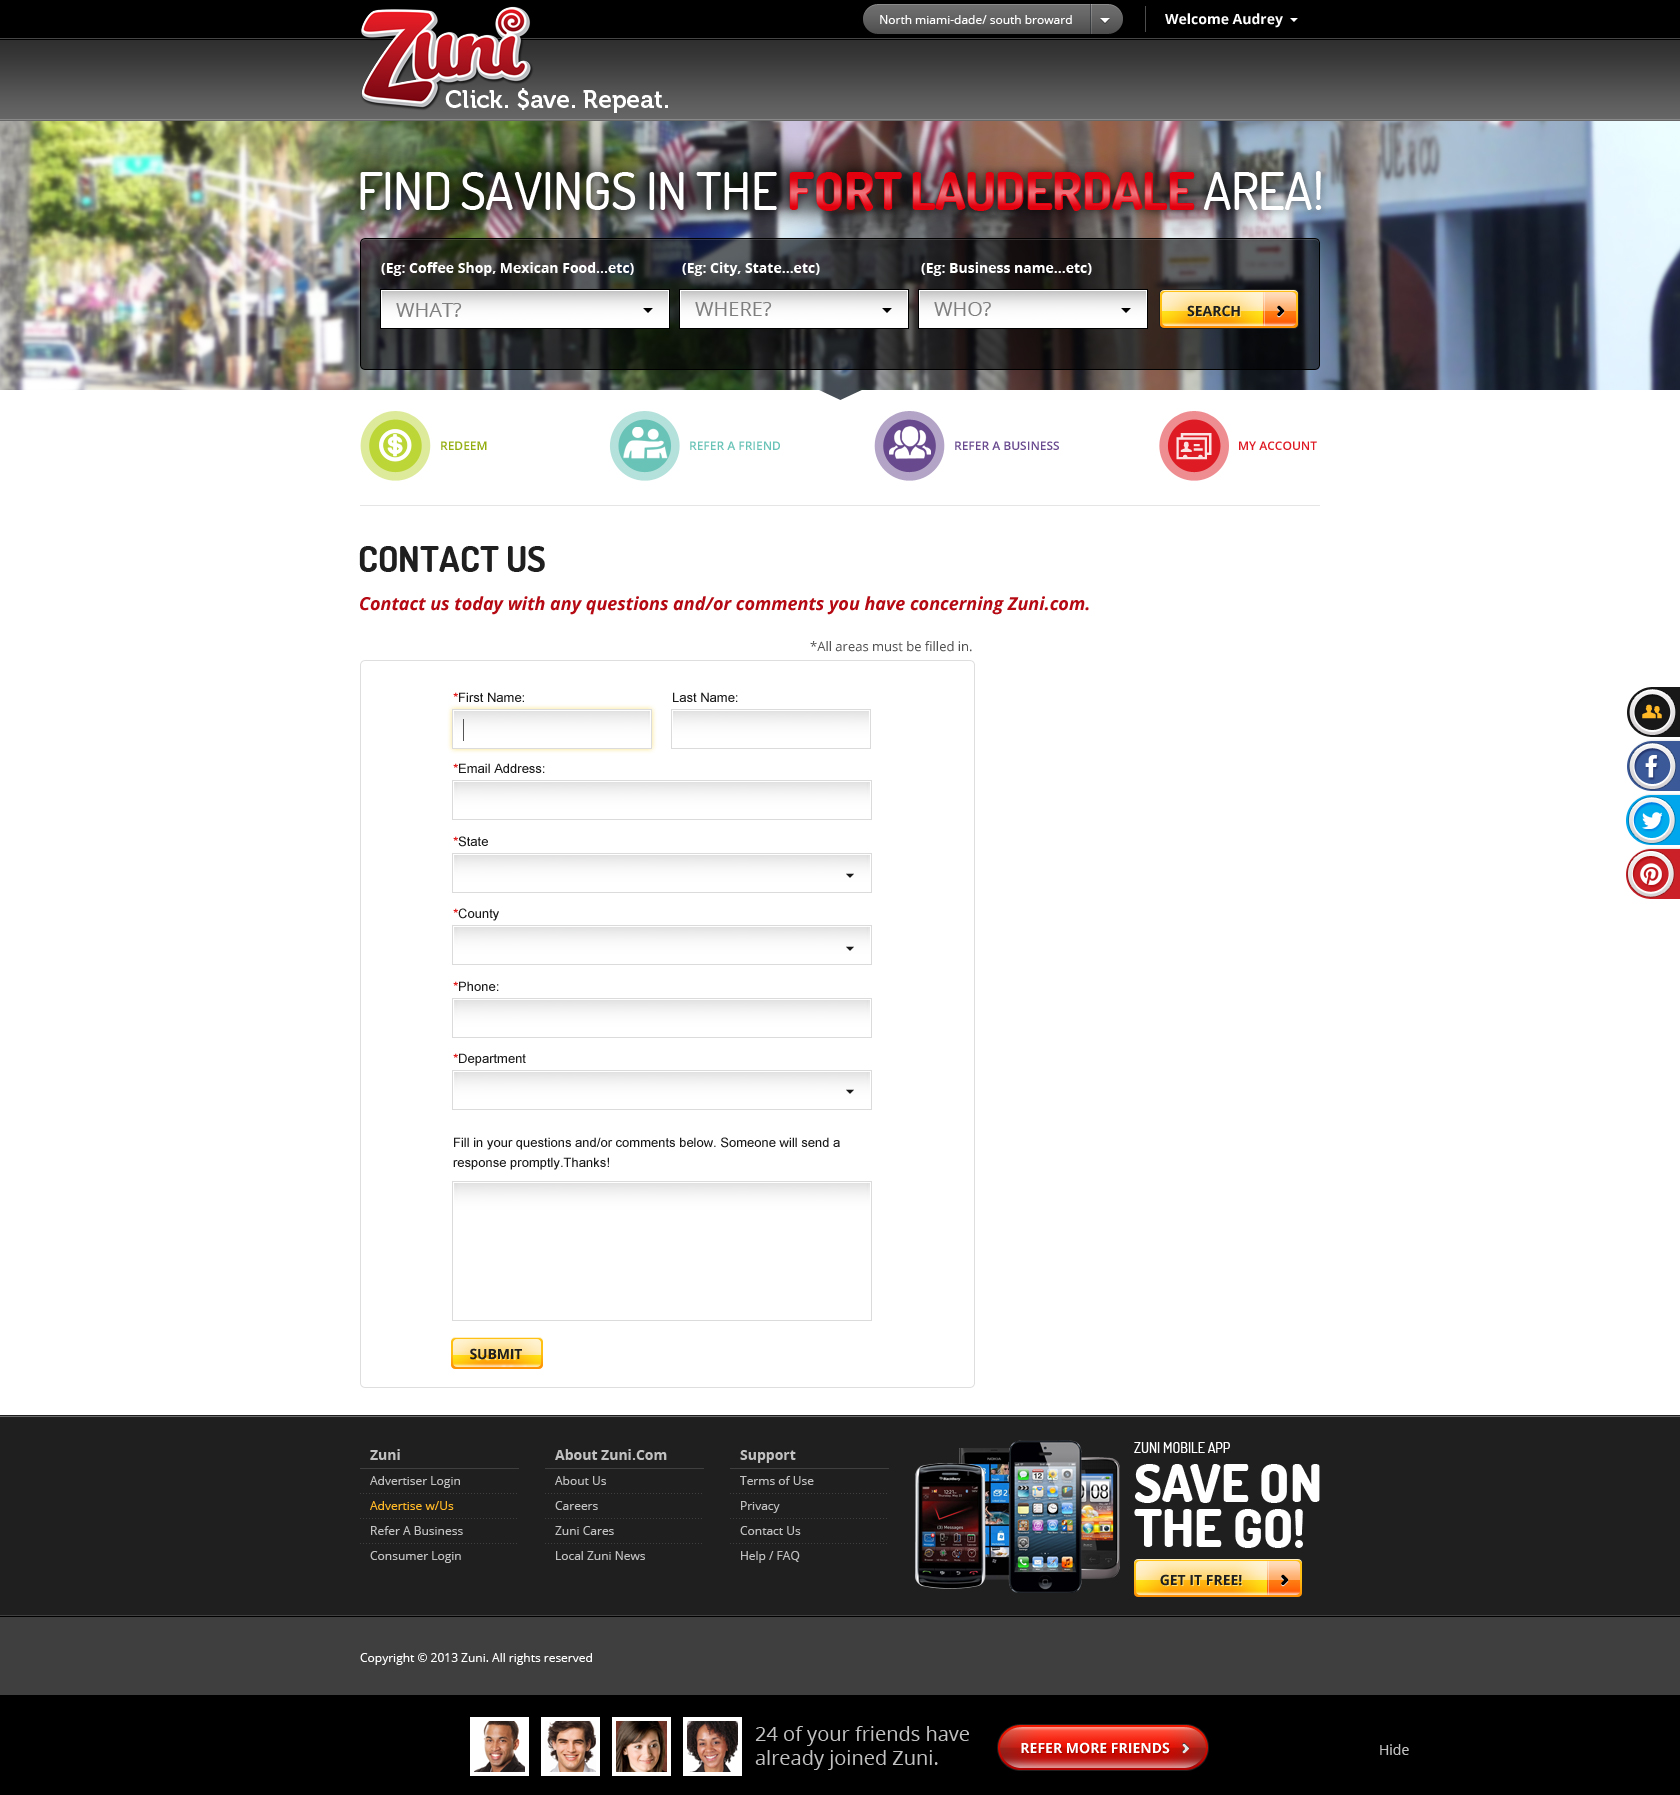 North miami-dade/ south broward
Welcome Audrey
Zuni
Click. $ave. Repeat.
FIND SAVINGS IN THE FORT LAUDERDALE AREA!
(Eg: Coffee Shop, Mexican Food...etc)
(Eg: City, State...etc)
(Eg: Business name...etc)
WHAT?
WHERE?
WHO?
SEARCH
REDEEM
REFER A FRIEND
REFER A BUSINESS
MY ACCOUNT
CONTACT US
Contact us today with any questions and/or comments you have concerning Zuni.com.
*All areas must be filled in.
*First Name:
Last Name:
*Email Address:
*State
*County
*Phone:
*Department
Fill in your questions and/or comments below. Someone will send a
response promptly.Thanks!
SUBMIT
Zuni
Advertiser Login
Advertise w/Us
Refer A Business
Consumer Login
About Zuni.Com
About Us
Careers
Zuni Cares
Local Zuni News
Support
Terms of Use
Privacy
Contact Us
Help / FAQ
ZUNI MOBILE APP
SAVE ON
THE GO!
GET IT FREE!
Copyright © 2013 Zuni. All rights reserved
24 of your friends have
already joined Zuni.
REFER MORE FRIENDS
Hide